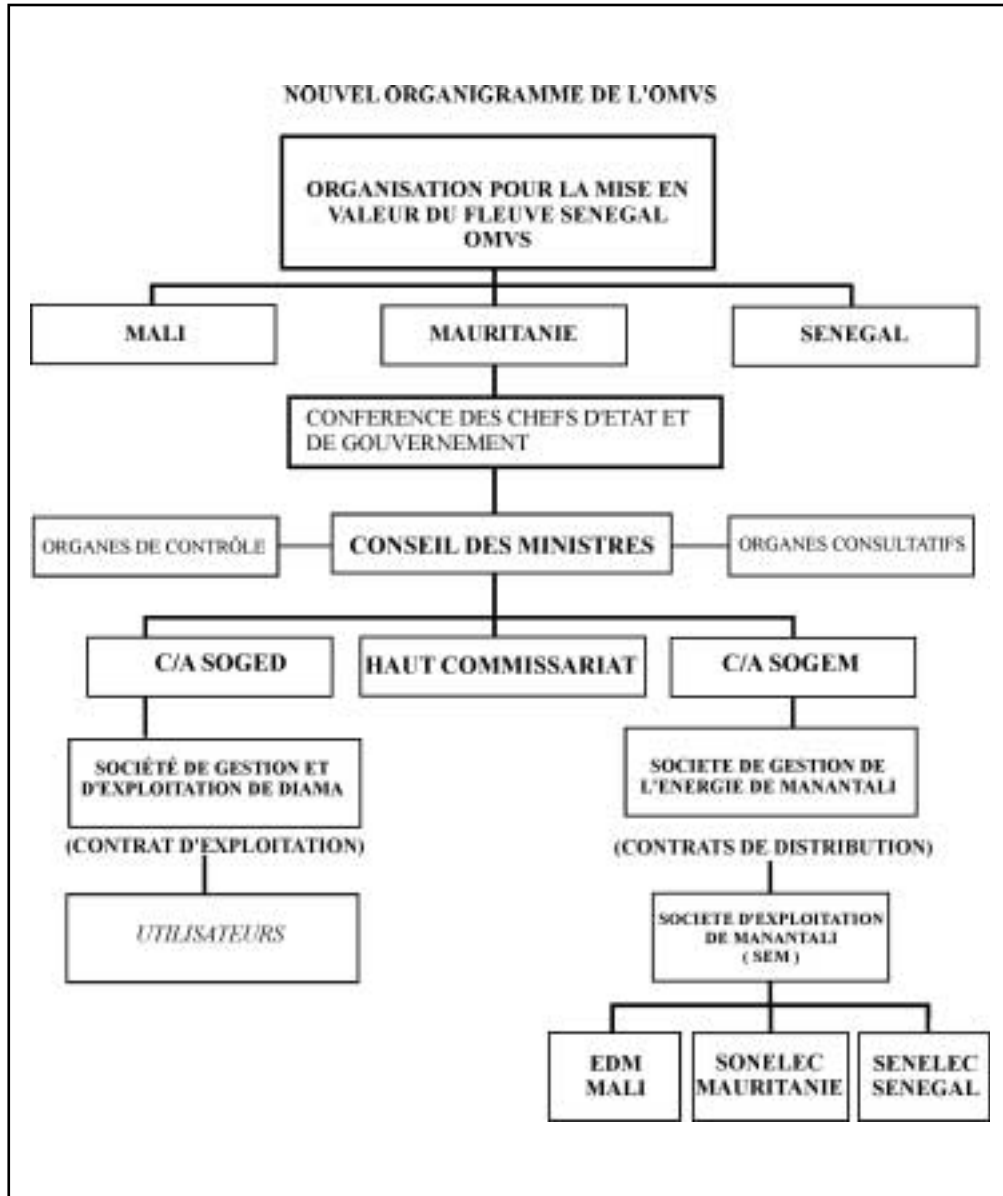 NOUVEL ORGANIGRAMME DE L'OMVS
ORGANISATION POUR LA MISE EN
VALEUR DU FLEUVE SENEGAL
OMVS
MALI
MAURITANIE
SENEGAL
CONFERENCE DES CHEFS D'ETAT ET
DE GOUVERNEMENT
ORGANES DE CONTRÔLE
CONSEIL DES MINISTRES
ORGANES CONSULTATIFS
C/A SOGED
HAUT COMMISSARIAT
C/A SOGEM
SOCIÉTÉ DE GESTION ET
D'EXPLOITATION DE DIAMA
SOCIETE DE GESTION DE
L'ENERGIE DE MANANTALI
(CONTRAT D'EXPLOITATION)
(CONTRATS DE DISTRIBUTION)
UTILISATEURS
SOCIETE D'EXPLOITATION
DE MANANTALI
( SEM )
EDM
MALI
SONELEC
MAURITANIE
SENELEC
SENEGAL